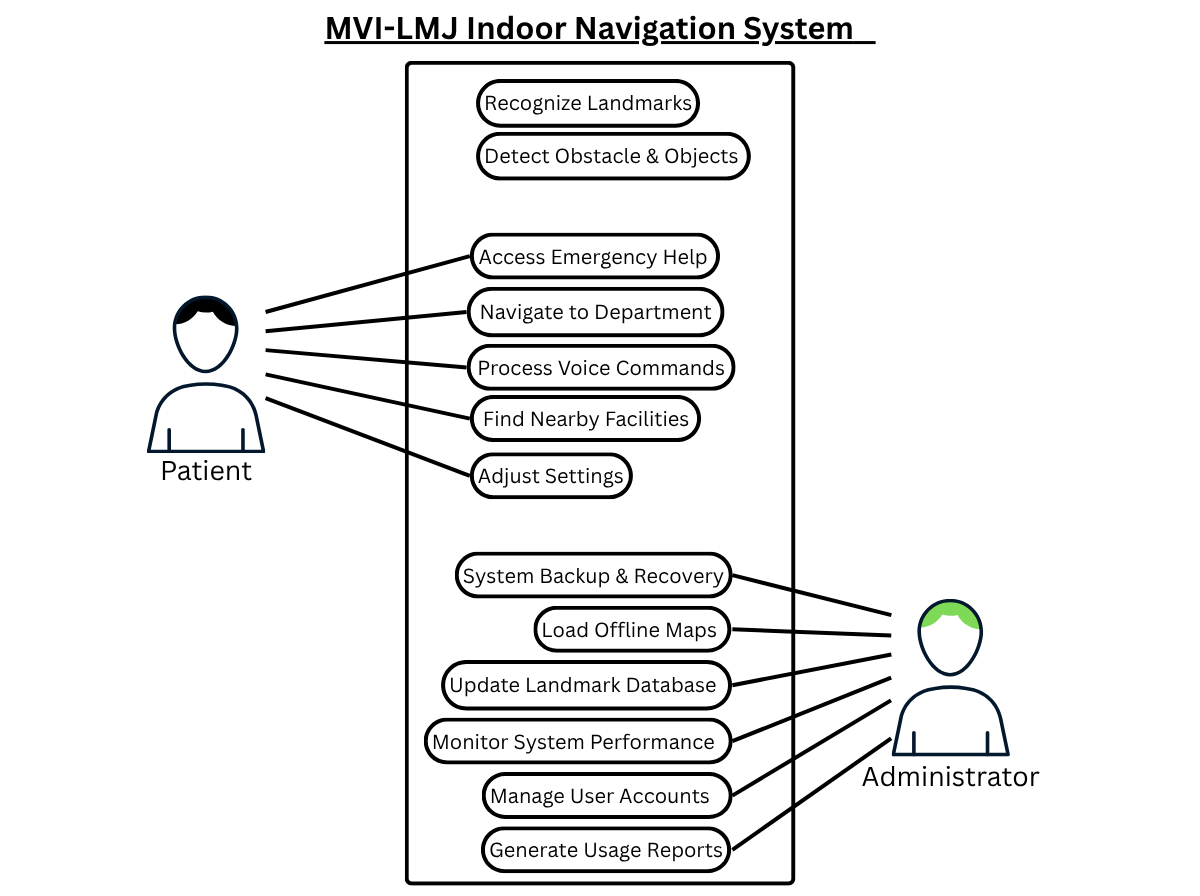 MVI-LMJ Indoor Navigation System
Recognize Landmarks
Detect Obstacle & Objects
Access Emergency Help
Navigate to Department
Process Voice Commands
Find Nearby Facilities
Adjust Settings
Patient
System Backup & Recovery
Load Offline Maps
Update Landmark Database
Monitor System Performance
Manage User Accounts
Generate Usage Reports
Administrator